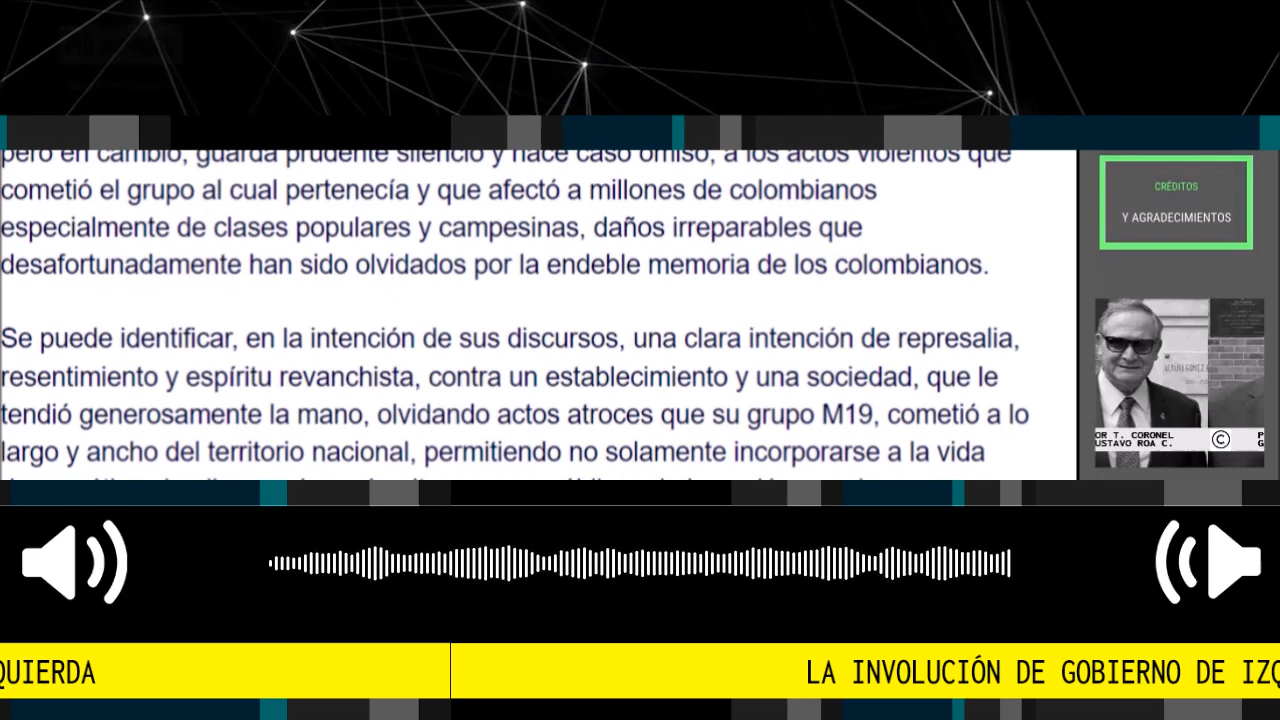 pero en cambio, guarda prudente silencio y hace caso omiso, a los actos violentos que
cometió el grupo al cual pertenecía y que afectó a millones de colombianos
especialmente de clases populares y campesinas, daños irreparables que
desafortunadamente han sido olvidados por la endeble memoria de los colombianos.
Se puede identificar, en la intención de sus discursos, una clara intención de represalia,
resentimiento y espíritu revanchista, contra un establecimiento y una sociedad, que le
tendió generosamente la mano, olvidando actos atroces que su grupo M19, cometió a lo
largo y ancho del territorio nacional, permitiendo no solamente incorporarse a la vida
CRÉDITOS
Y AGRADECIMIENTOS
OR T. CORONEL
USTAVO ROA C.
©
P
G
QUIERDA
LA INVOLUCIÓN DE GOBIERNO DE IZQ